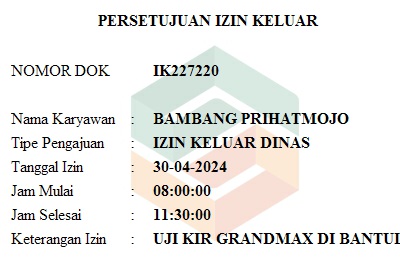 PERSETUJUAN IZIN KELUAR
NOMOR DOK IK227220
Nama Karyawan : BAMBANG PRIHATMOJO
Tipe Pengajuan : IZIN KELUAR DINAS
Tanggal Izin : 30-04-2024
Jam Mulai : 08:00:00
Jam Selesai : 11:30:00
Keterangan Izin : UJI KIR GRANDMAX DI BANTUL